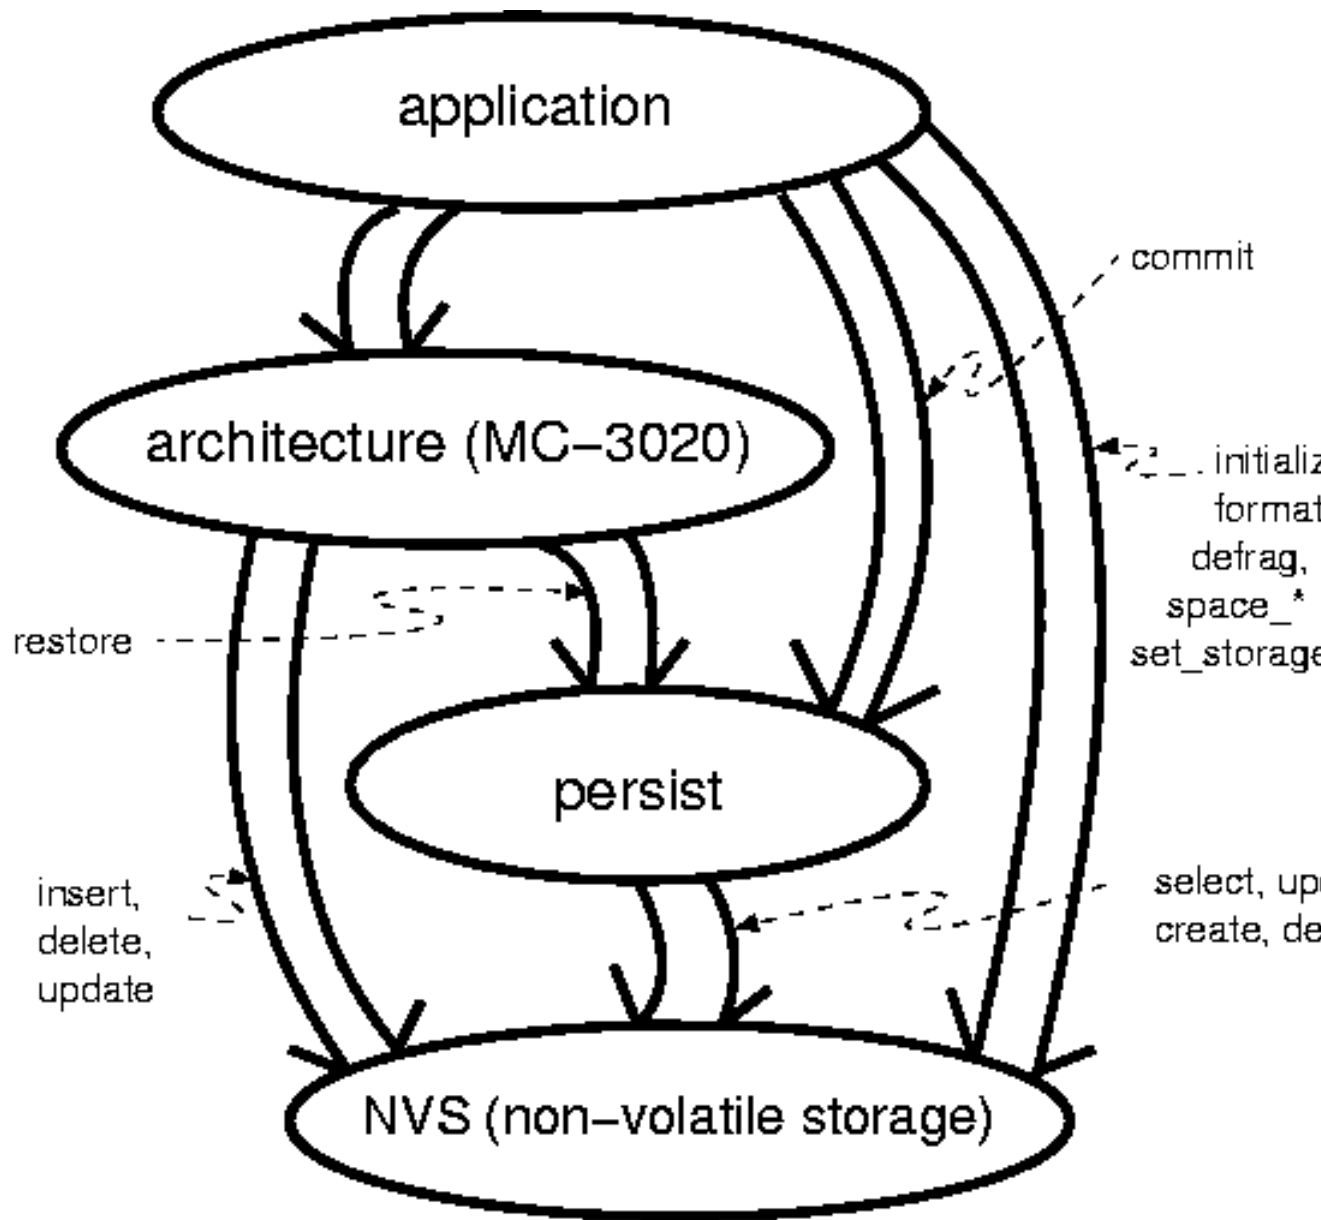 application
commit
architecture (MC-3020)
initializ
format
defrag,
space_*
set_storage
restore
persist
insert,
delete,
update
select, up
create, de
NVS (non-volatile storage)